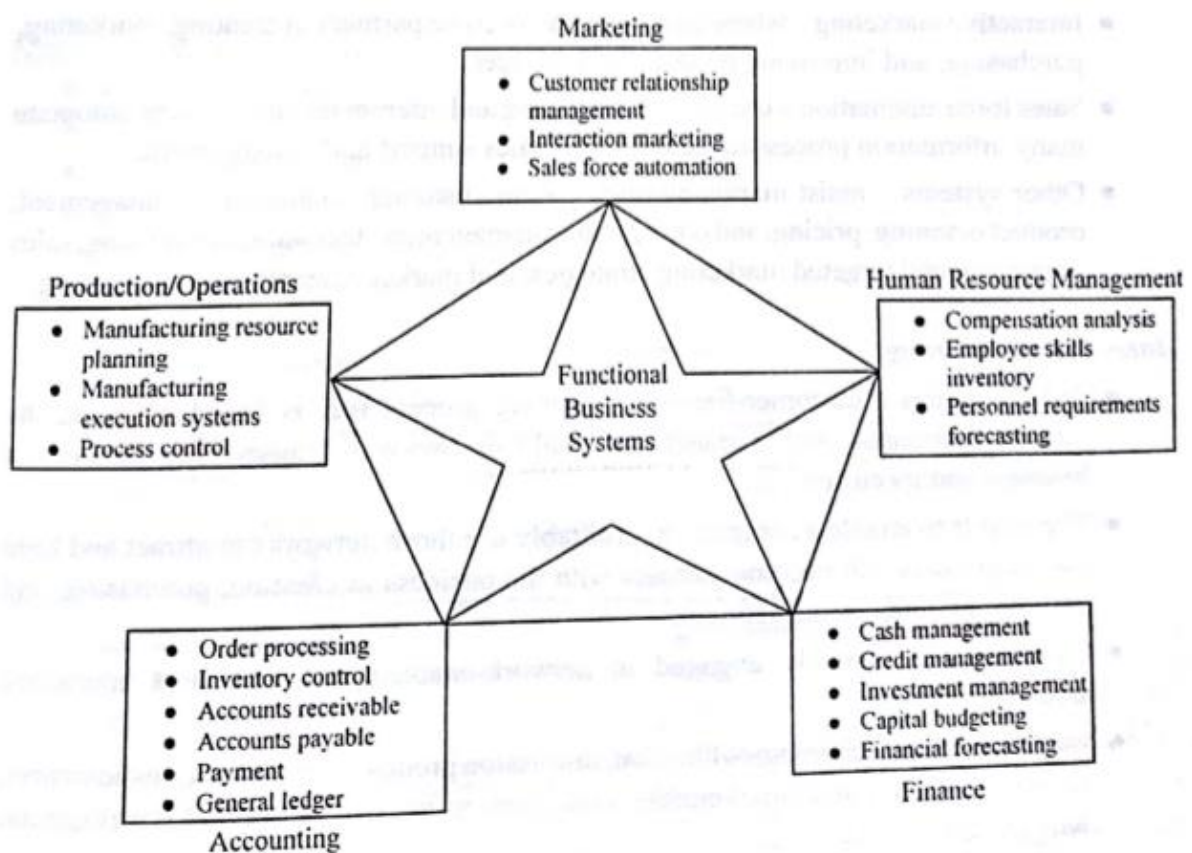 Marketing
• Customer relationship
management
• Interaction marketing
• Sales force automation
Production/Operations
• Manufacturing resource
planning
• Manufacturing
execution systems
• Process control
Human Resource Management
• Compensation analysis
• Employee skills
inventory
• Personnel requirements
forecasting
Functional
Business
Systems
• Order processing
• Inventory control
• Accounts receivable
• Accounts payable
• Payment
• General ledger
Accounting
• Cash management
• Credit management
• Investment management
• Capital budgeting
• Financial forecasting
Finance